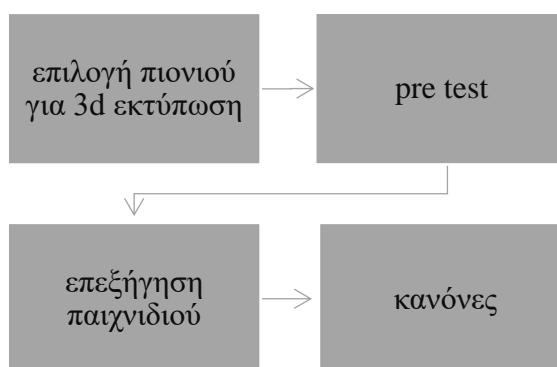 επιλογή πιονιού
για 3d εκτύπωση
pre test
επεξήγηση
παιχνιδιού
κανόνες